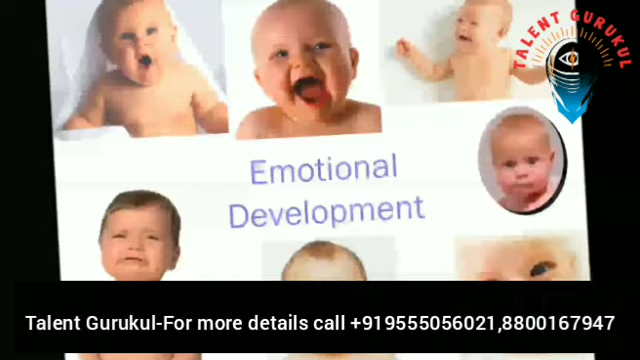 TALENT GURUKUL
Emotional
Development
Talent Gurukul-For more details call +919555056021,8800167947